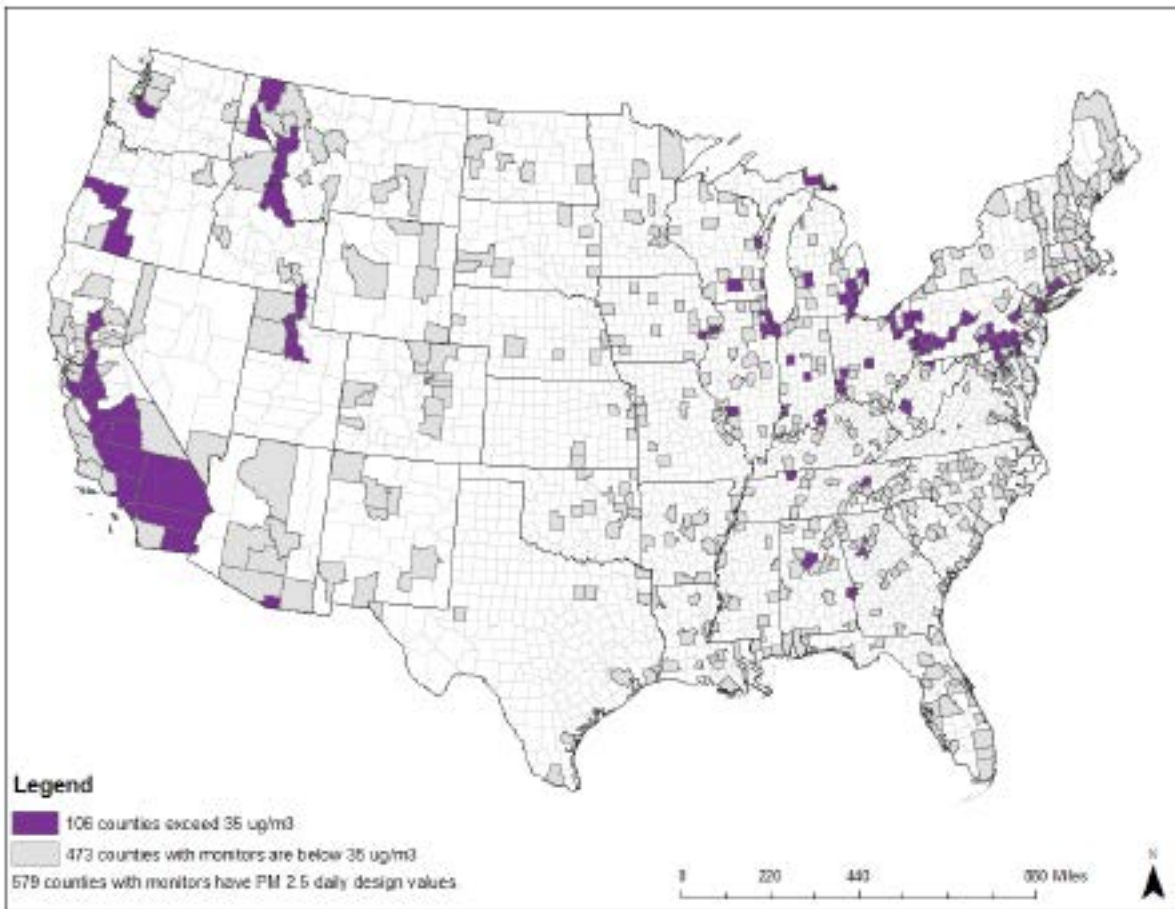 Legend
106 counties exceed 35 ug/m3
473 counties with monitors are below 35 ug/m3
579 counties with monitors have PM 2.5 daily design values
0 220 440 880 Miles
N